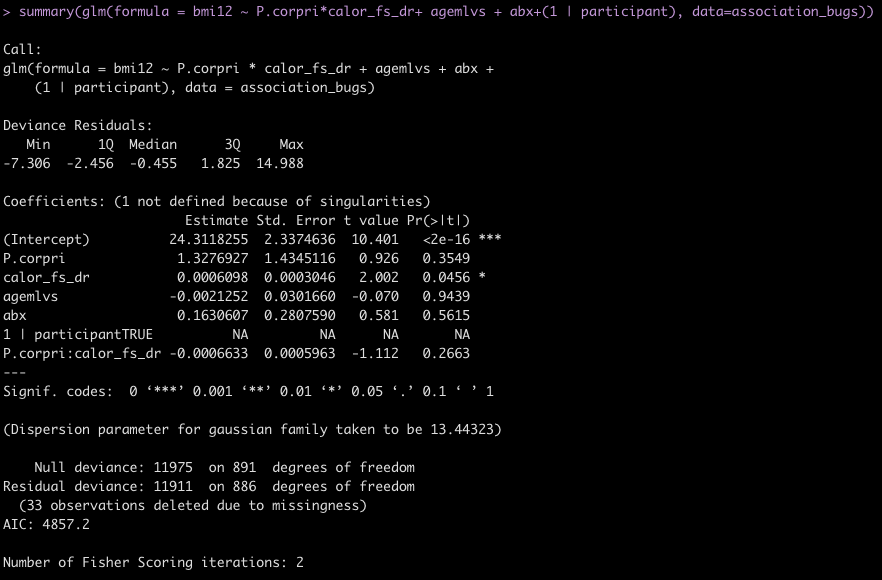 > summary(glm(formula = bmi12 ~ P.corpri*calor_fs_dr+ agemlvs + abx+(1 | participant), data=association_bugs))
Call:
glm(formula = bmi12 ~ P.corpri * calor_fs_dr + agemlvs + abx +
    (1 | participant), data = association_bugs)
Deviance Residuals:
   Min      1Q  Median      3Q     Max
-7.306  -2.456  -0.455   1.825  14.988
Coefficients: (1 not defined because of singularities)
                       Estimate Std. Error t value Pr(>|t|)
(Intercept)          24.3118255  2.3374636  10.401   <2e-16 ***
P.corpri              1.3276927  1.4345116   0.926   0.3549
calor_fs_dr           0.0006098  0.0003046   2.002   0.0456 *
agemlvs              -0.0021252  0.0301660  -0.070   0.9439
abx                   0.1630607  0.2807590   0.581   0.5615
1 | participantTRUE          NA         NA      NA       NA
P.corpri:calor_fs_dr -0.0006633  0.0005963  -1.112   0.2663
---
Signif. codes:  0 ‘***’ 0.001 ‘**’ 0.01 ‘*’ 0.05 ‘.’ 0.1 ‘ ’ 1
(Dispersion parameter for gaussian family taken to be 13.44323)
    Null deviance: 11975  on 891  degrees of freedom
Residual deviance: 11911  on 886  degrees of freedom
  (33 observations deleted due to missingness)
AIC: 4857.2
Number of Fisher Scoring iterations: 2